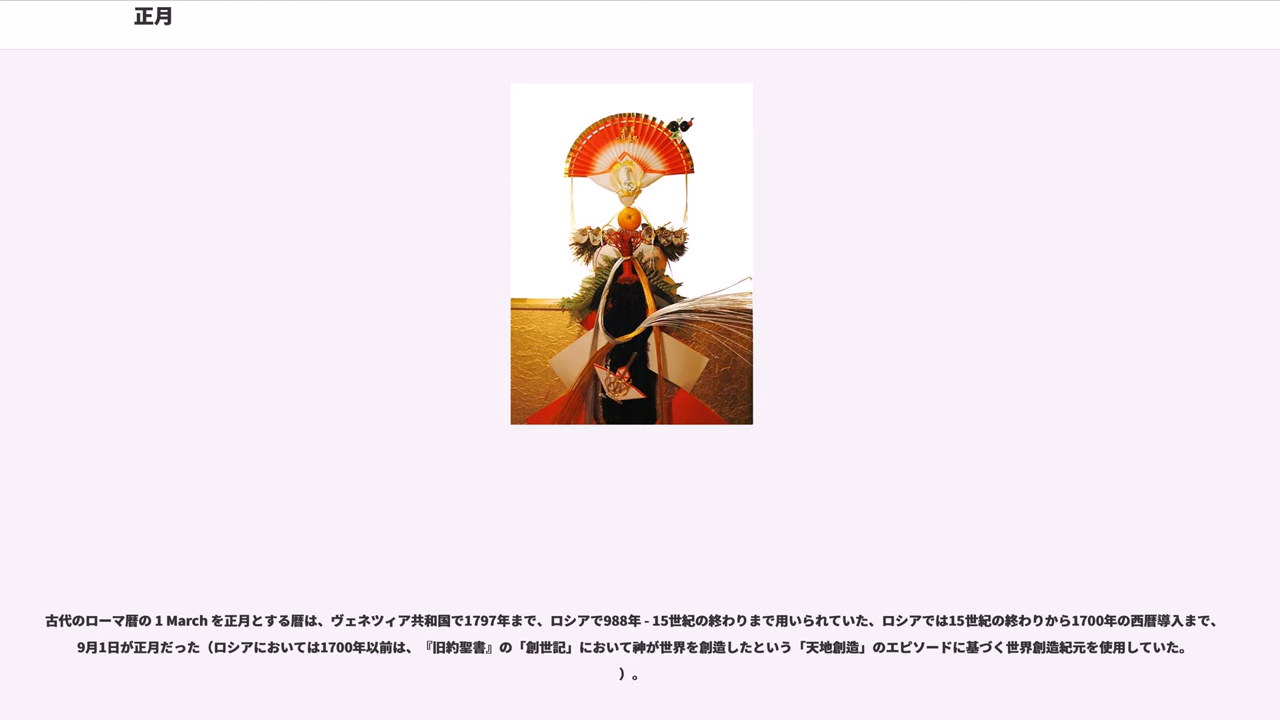 正月
古代のローマ暦の 1 March を正月とする暦は、ヴェネツィア共和国で1797年まで、ロシアで988年 - 15世紀の終わりまで用いられていた、ロシアでは15世紀の終わりから1700年の西暦導入まで、
9月1日が正月だった（ロシアにおいては1700年以前は、『旧約聖書』の「創世記」において神が世界を創造したという「天地創造」のエピソードに基づく世界創造紀元を使用していた。
）。